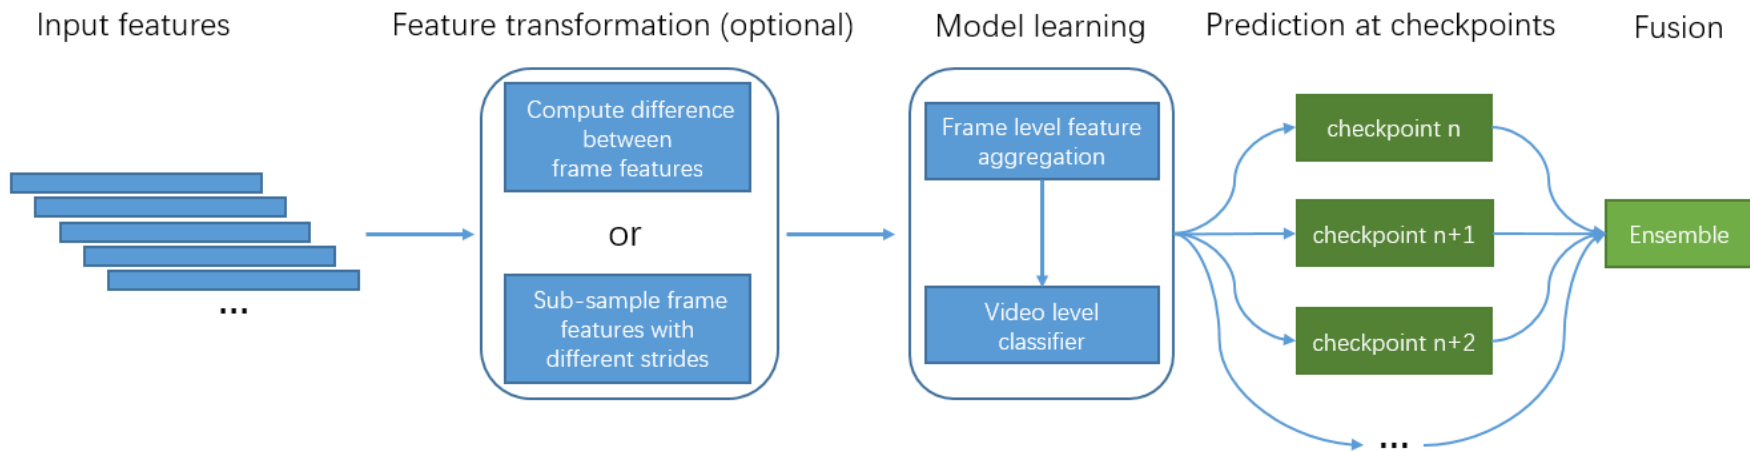 Input features
Feature transformation (optional)
Model learning
Prediction at checkpoints
Fusion
Compute difference
between
frame features
or
Sub-sample frame
features with
different strides
Frame level feature
aggregation
Video level
classifier
checkpoint n
checkpoint n+1
checkpoint n+2
...
Ensemble
...